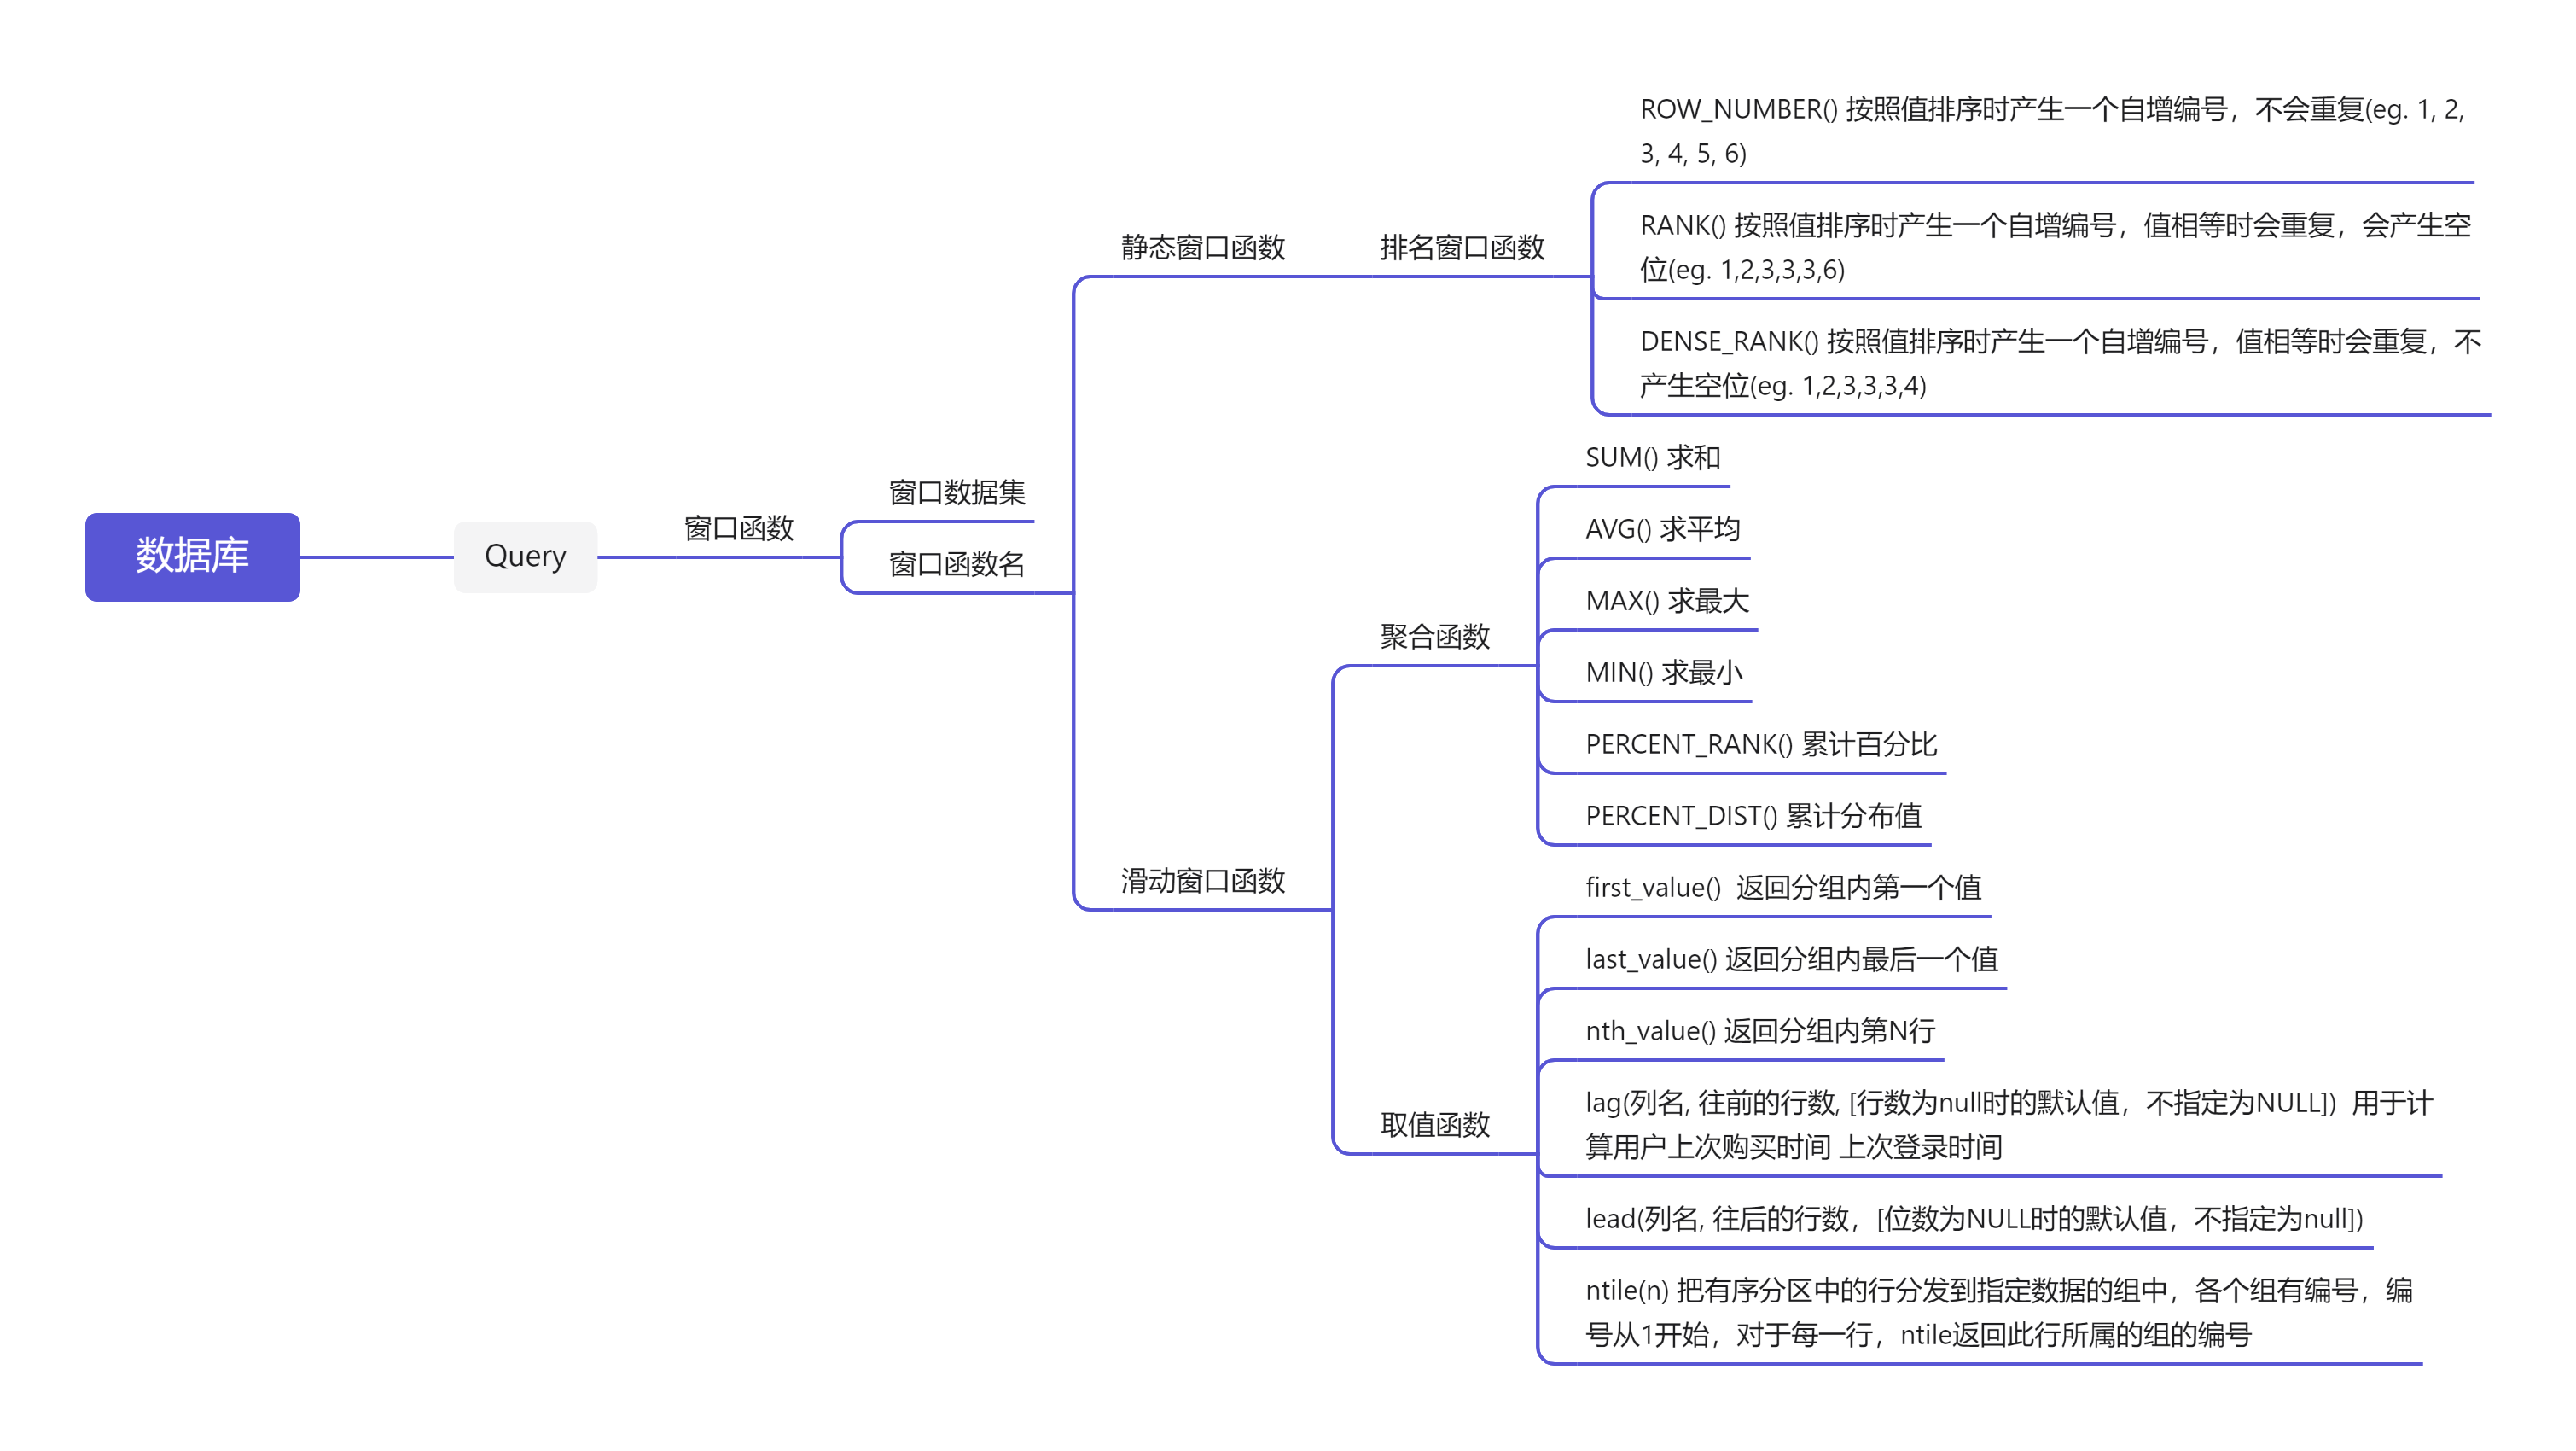 数据库
Query
窗口函数
窗口数据集
窗口函数名
静态窗口函数
排名窗口函数
ROW_NUMBER() 按照值排序时产生一个自增编号，不会重复(eg. 1, 2,
3, 4, 5, 6)
RANK() 按照值排序时产生一个自增编号，值相等时会重复，会产生空
位(eg. 1,2,3,3,3,6)
DENSE_RANK() 按照值排序时产生一个自增编号，值相等时会重复，不
产生空位(eg. 1,2,3,3,3,4)
滑动窗口函数
聚合函数
SUM() 求和
AVG() 求平均
MAX() 求最大
MIN() 求最小
PERCENT_RANK() 累计百分比
PERCENT_DIST() 累计分布值
取值函数
first_value()  返回分组内第一个值
last_value() 返回分组内最后一个值
nth_value() 返回分组内第N行
lag(列名, 往前的行数, [行数为null时的默认值，不指定为NULL])  用于计
算用户上次购买时间 上次登录时间
lead(列名, 往后的行数，[位数为NULL时的默认值，不指定为null])
ntile(n) 把有序分区中的行分发到指定数据的组中，各个组有编号，编
号从1开始，对于每一行，ntile返回此行所属的组的编号